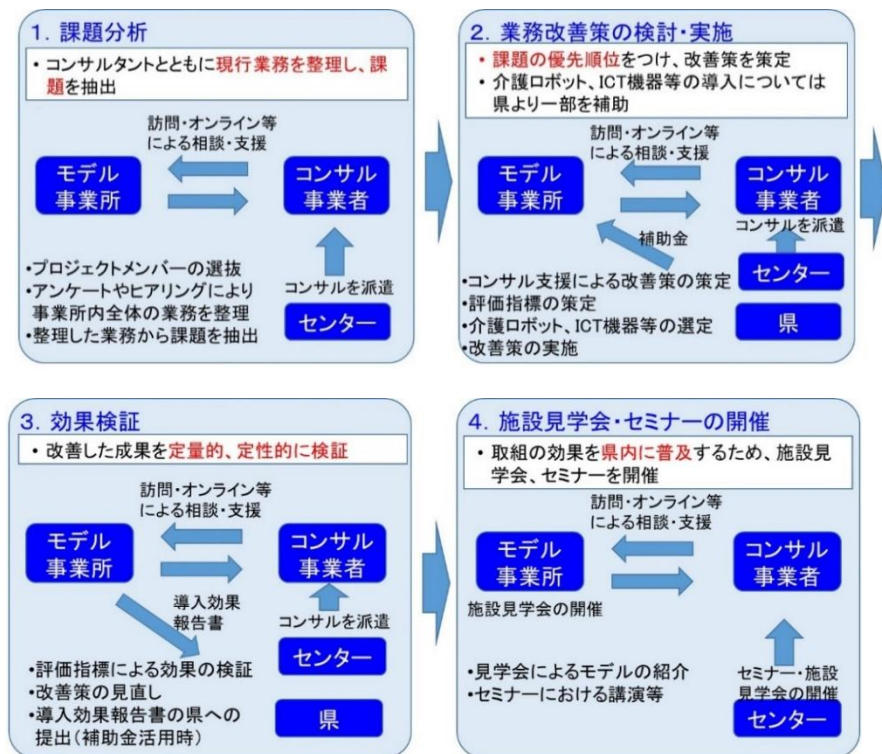 1．課題分析
・コンサルタントとともに現行業務を整理し、課
題を抽出
訪問・オンライン等
による相談・支援
モデル
事業所
コンサル
事業者
コンサルを派遣
センター
•プロジェクトメンバーの選抜
•アンケートやヒアリングにより
事業所内全体の業務を整理
•整理した業務から課題を抽出
2．業務改善策の検討・実施
・課題の優先順位をつけ、改善策を策定
・介護ロボット、ICT機器等の導入については
県より一部を補助
訪問・オンライン等
による相談・支援
モデル
事業所
コンサル
事業者
補助金
コンサルを派遣
センター
県
•コンサル支援による改善策の策定
•評価指標の策定
•介護ロボット、ICT機器等の選定
•改善策の実施
3．効果検証
・改善した成果を定量的、定性的に検証
訪問・オンライン等
による相談・支援
モデル
事業所
コンサル
事業者
導入効果
報告書
コンサルを派遣
センター
県
•評価指標による効果の検証
•改善策の見直し
•導入効果報告書の県への
提出（補助金活用時）
4．施設見学会・セミナーの開催
・取組の効果を県内に普及するため、施設見
学会、セミナーを開催
訪問・オンライン等
による相談・支援
モデル
事業所
コンサル
事業者
施設見学会の開催
•見学会によるモデルの紹介
•セミナーにおける講演等
セミナー・施設
見学会の開催
センター